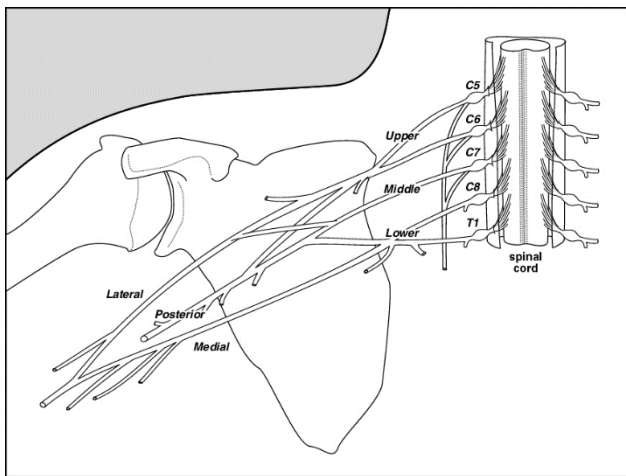 C5
Upper
C6
C7
Middle
C8
T1
Lower
spinal
cord
Lateral
Posterior
Medial